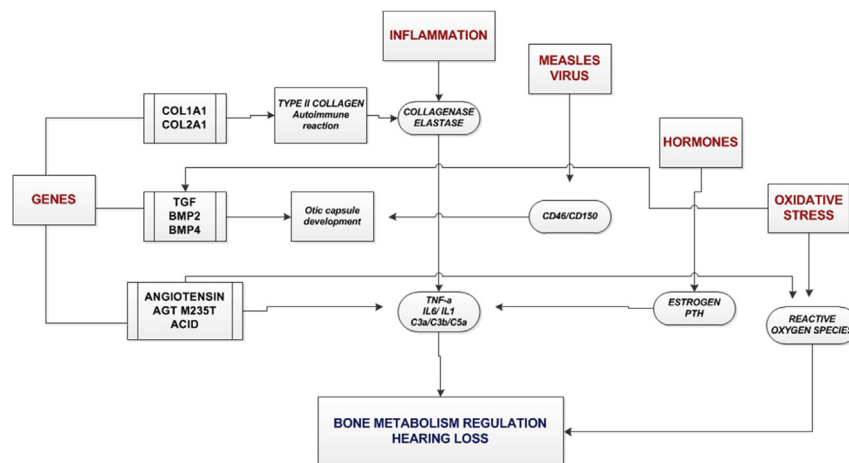 INFLAMMATION
MEASLES
VIRUS
COL1A1
COL2A1
TYPE II COLLAGEN
Autoimmune
reaction
COLLAGENASE
ELASTASE
HORMONES
GENES
TGF
BMP2
BMP4
Otic capsule
development
CD46/CD150
OXIDATIVE
STRESS
ANGIOTENSIN
AGT M235T
ACID
TNF-a
IL6/ IL1
C3a/C3b/C5a
ESTROGEN
PTH
REACTIVE
OXYGEN SPECIES
BONE METABOLISM REGULATION
HEARING LOSS